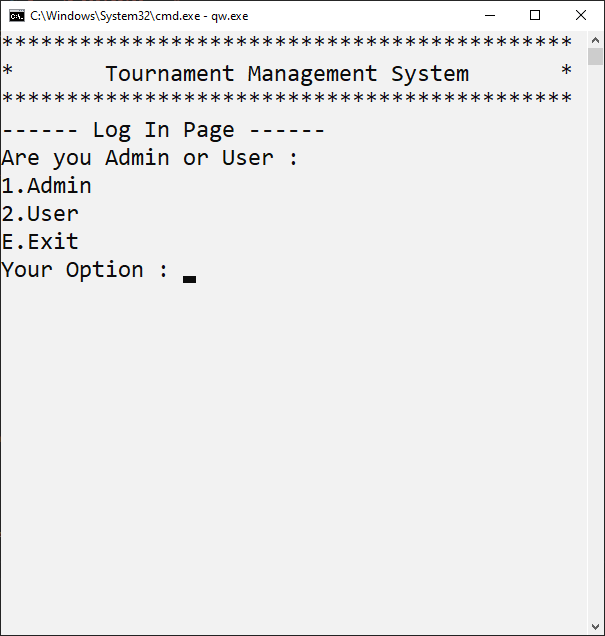 C:\Windows\System32\cmd.exe - qw.exe
********************************************
*       Tournament Management System       *
********************************************
------ Log In Page ------
Are you Admin or User :
1.Admin
2.User
E.Exit
Your Option :